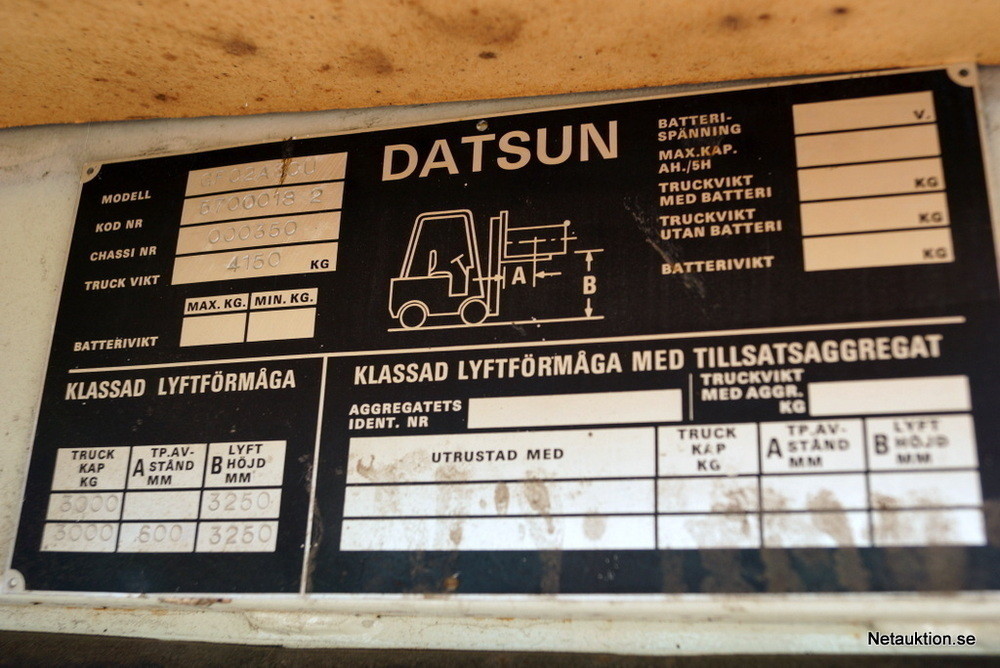 DATSUN
MODELL
KOD NR
CHASSI NR 000350
TRUCK VIKT 4150 KG
MAX. KG. MIN. KG.
BATTERIVIKT
BATTERI-
SPÄNNING V.
MAX.KAP.
AH./5H
TRUCKVIKT
MED BATTERI KG
TRUCKVIKT
UTAN BATTERI KG
BATTERIVIKT KG
A
B
KLASSAD LYFTFÖRMÅGA
TRUCK
KAP
KG
A TP.AV-
STÅND
MM
B LYFT
HÖJD
MM
3000 3250
3000 600 3250
KLASSAD LYFTFÖRMÅGA MED TILLSATSAGGREGAT
AGGREGATETS
IDENT. NR
TRUCKVIKT
MED AGGR.
KG
UTRUSTAD MED
TRUCK
KAP
KG
A TP.AV-
STÅND
MM
B LYFT
HÖJD
MM
Netauktion.se